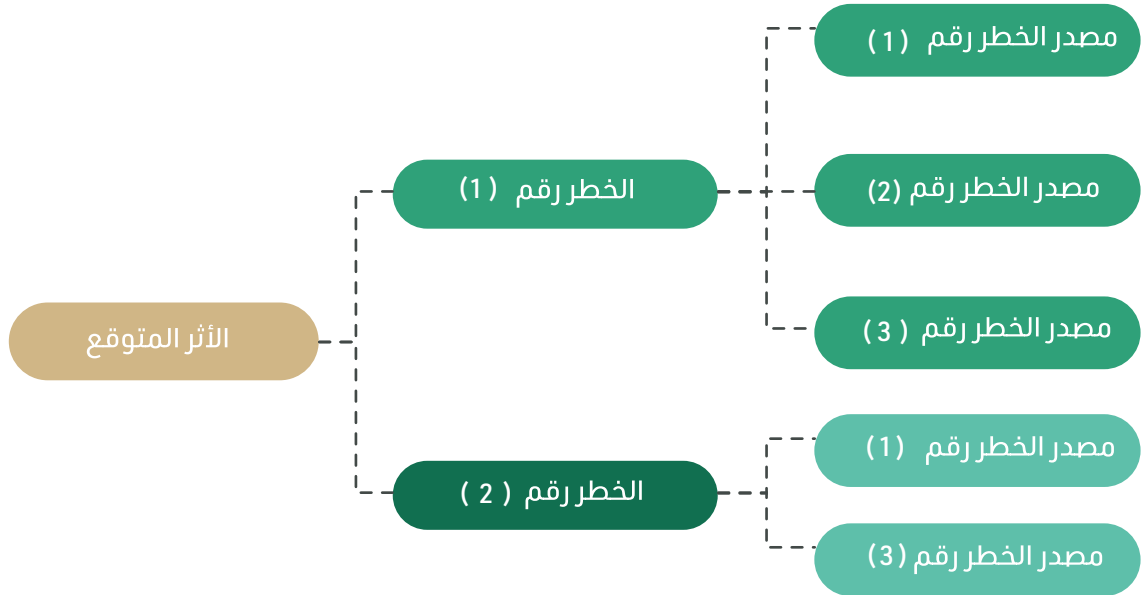 مصدر الخطر رقم (1)
الخطر رقم (1)
مصدر الخطر رقم (2)
مصدر الخطر رقم (3)
الأثر المتوقع
مصدر الخطر رقم (1)
الخطر رقم (2)
مصدر الخطر رقم (3)